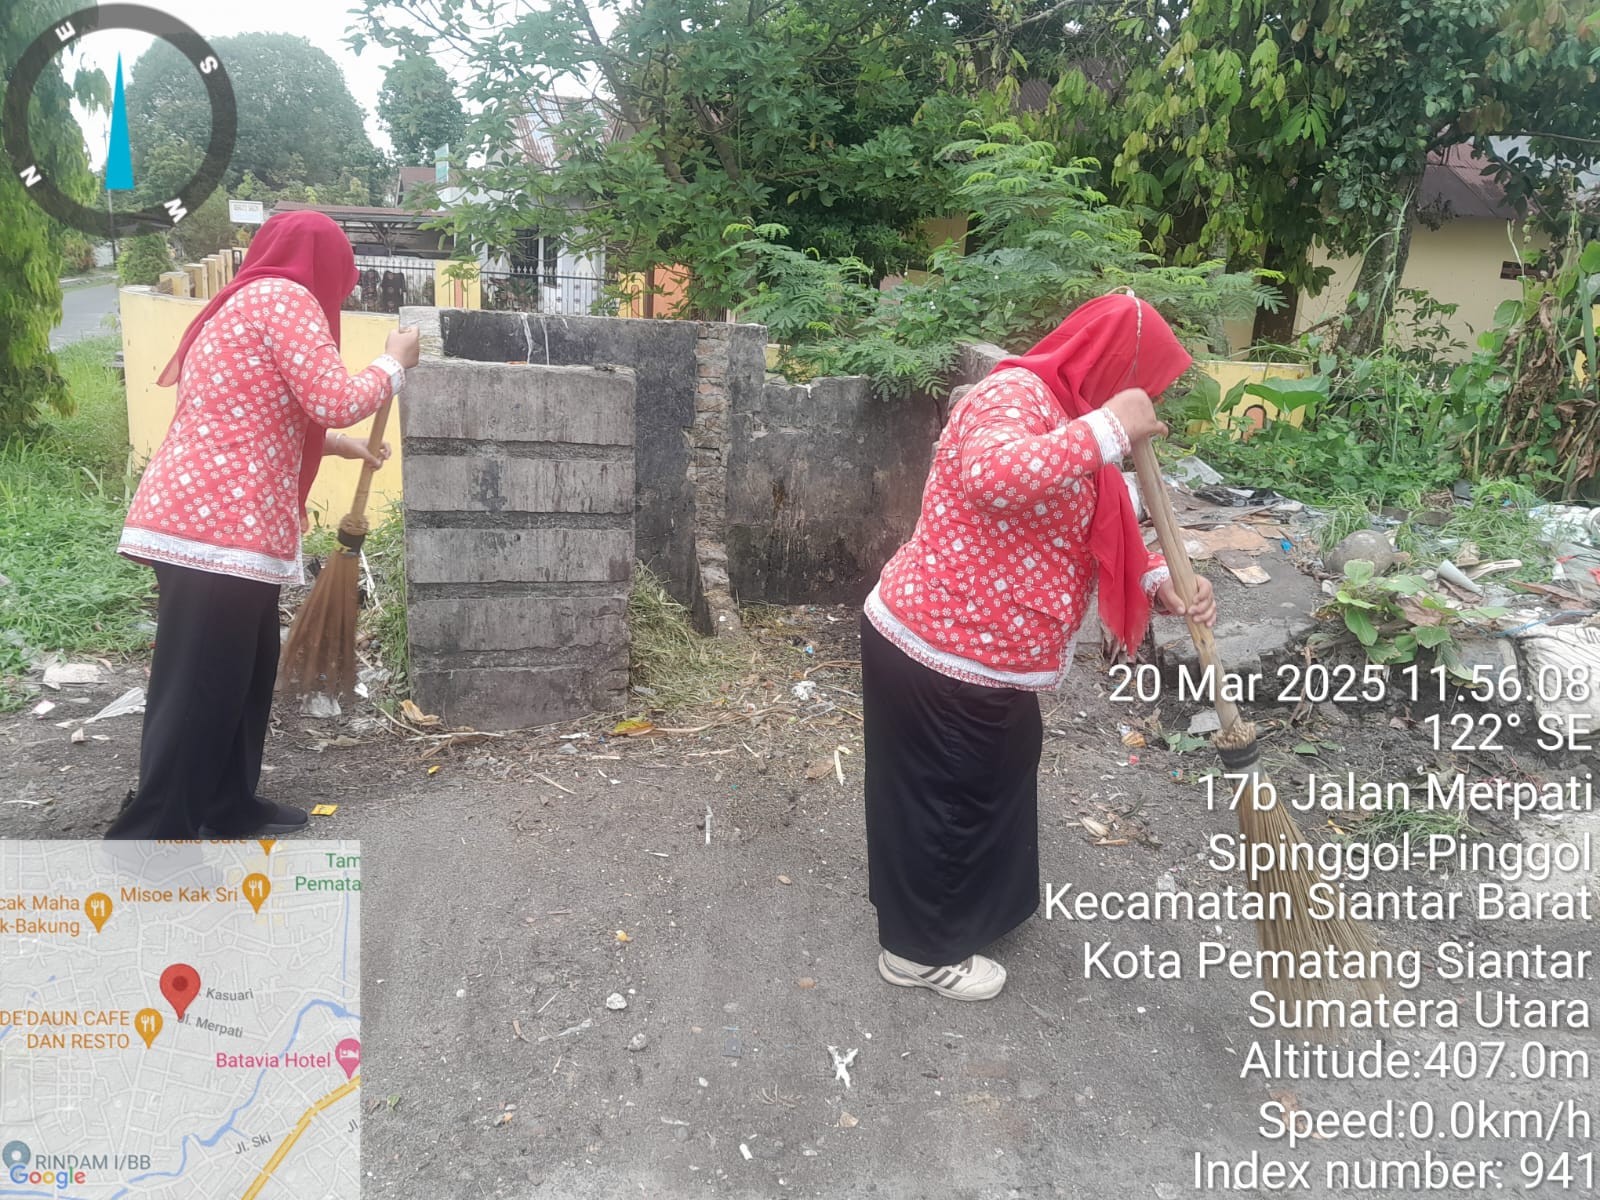 E
S
N
W
20 Mar 2025 11.56.08
122° SE
17b Jalan Merpati
Sipinggol-Pinggol
Kecamatan Siantar Barat
Kota Pematang Siantar
Sumatera Utara
Altitude:407.0m
Speed:0.0km/h
Index number: 941
Tam
Pemata
Misoe Kak Sri
cak Maha
k-Bakung
Kasuari
Jl. Merpati
DE'DAUN CAFE
DAN RESTO
Batavia Hotel
Jl. Ski
Jl.
RINDAM I/BB
Google